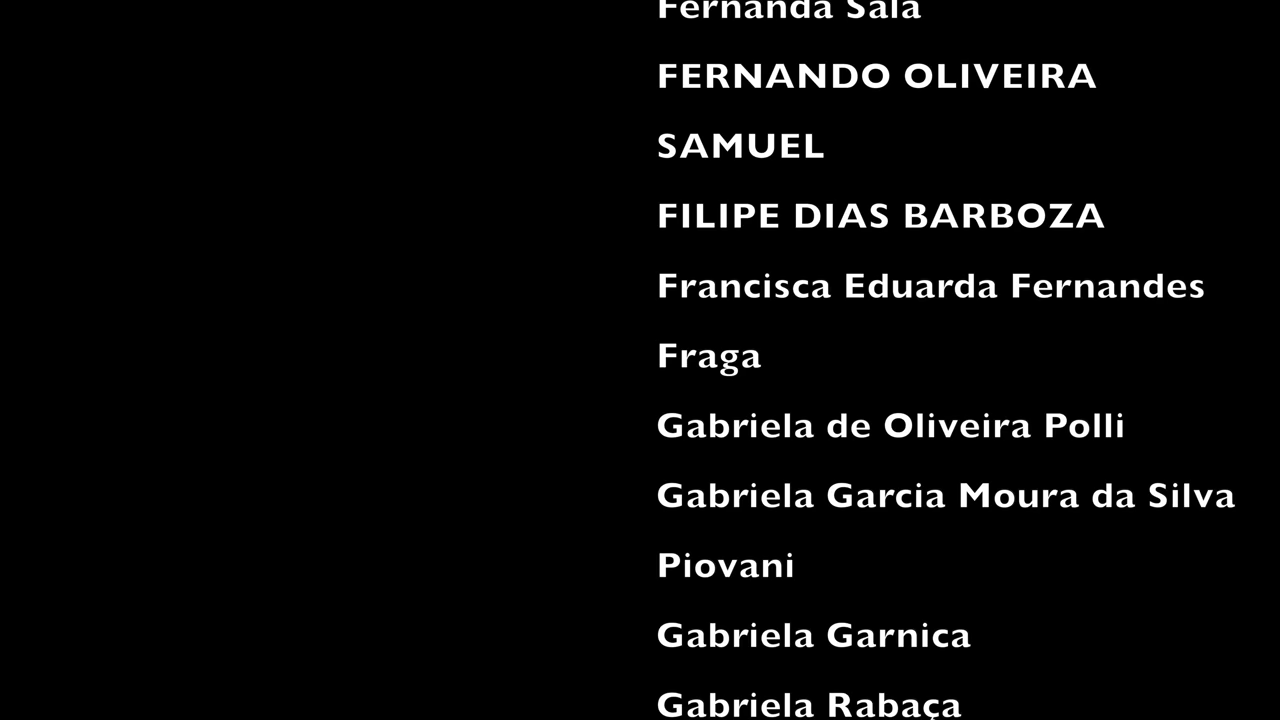 Fernanda Sala
FERNANDO OLIVEIRA
SAMUEL
FILIPE DIAS BARBOZA
Francisca Eduarda Fernandes
Fraga
Gabriela de Oliveira Polli
Gabriela Garcia Moura da Silva
Piovani
Gabriela Garnica
Gabriela Rabaça